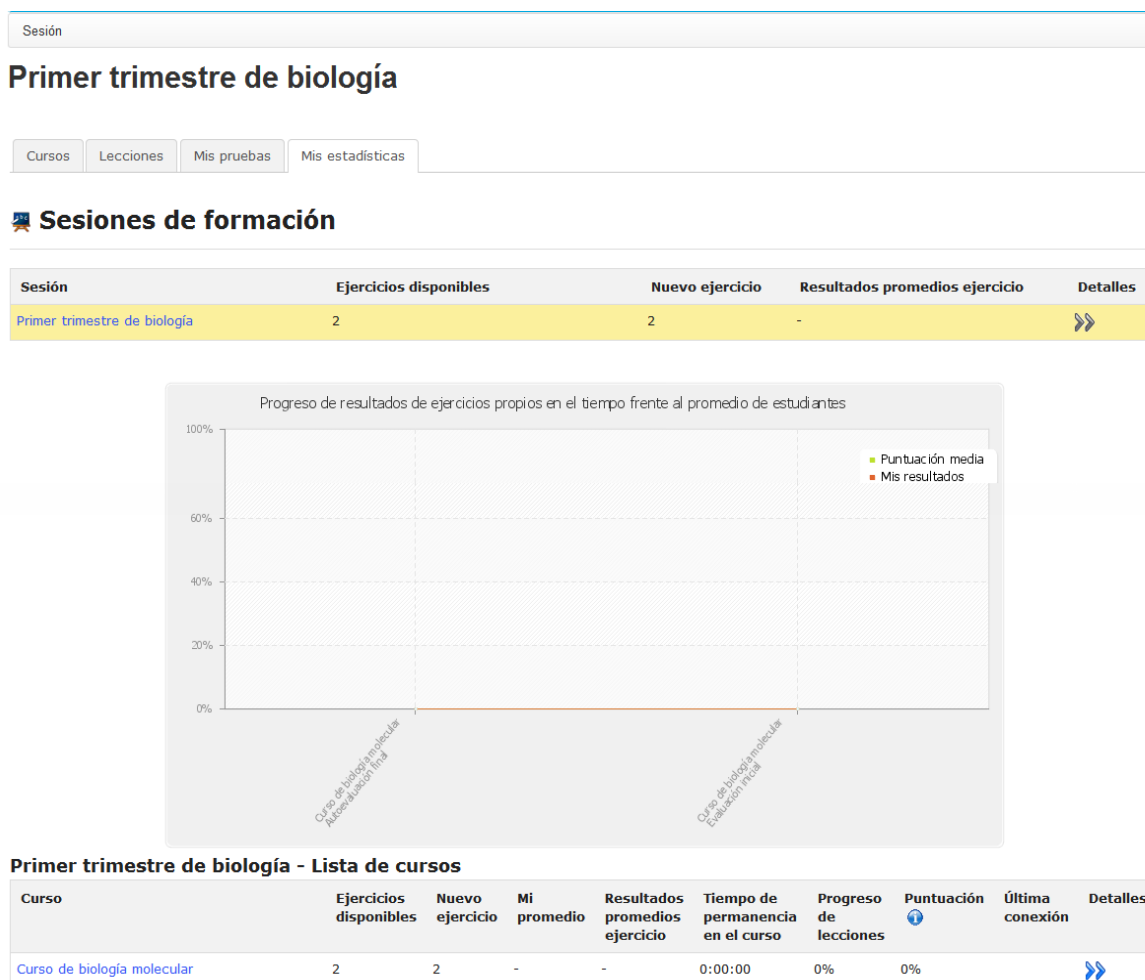 Sesión
Primer trimestre de biología
Cursos Lecciones Mis pruebas Mis estadísticas
Sesiones de formación
Sesión Ejercicios disponibles Nuevo ejercicio Resultados promedios ejercicio Detalles
Primer trimestre de biología 2 2 -
Progreso de resultados de ejercicios propios en el tiempo frente al promedio de estudiantes
100%
Puntuación media
Mis resultados
60%
40%
20%
0%
Curso de biología molecular
Autoevaluación final
Curso de biología molecular
Evaluación inicial
Primer trimestre de biología - Lista de cursos
Curso Ejercicios disponibles Nuevo ejercicio Mi promedio Resultados promedios ejercicio Tiempo de permanencia en el curso Progreso de lecciones Puntuación Última conexión Detalles
Curso de biología molecular 2 2 - - 0:00:00 0% 0%